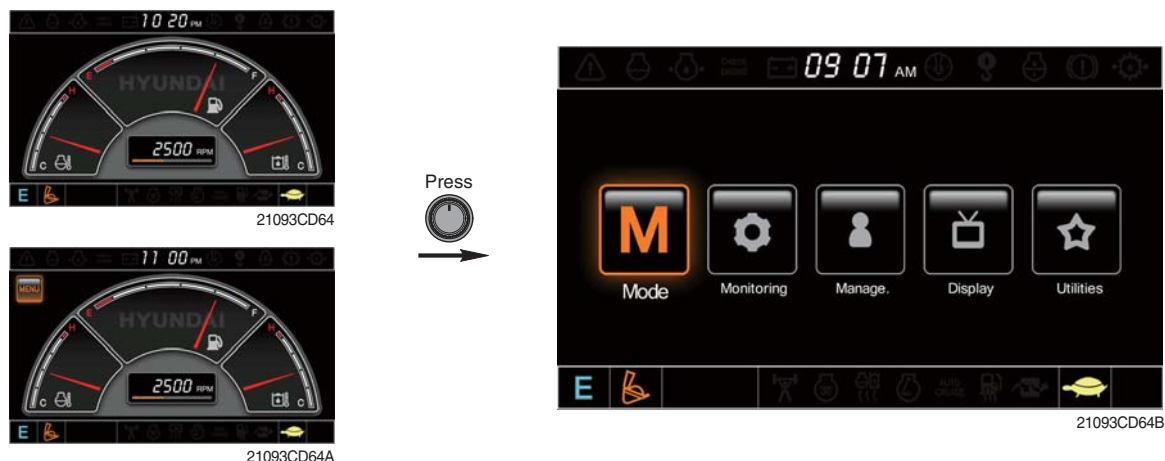 10 20 PM
E F
HYUNDAI
H H
2500 RPM
C C
E
21093CD64
11 00 PM
MENU
E F
HYUNDAI
H H
2500 RPM
C C
E
21093CD64A
Press
CHECK ENGINE
09 07 AM
M
Mode Monitoring Manage. Display Utilities
E
AUTO CRUISE
21093CD64B